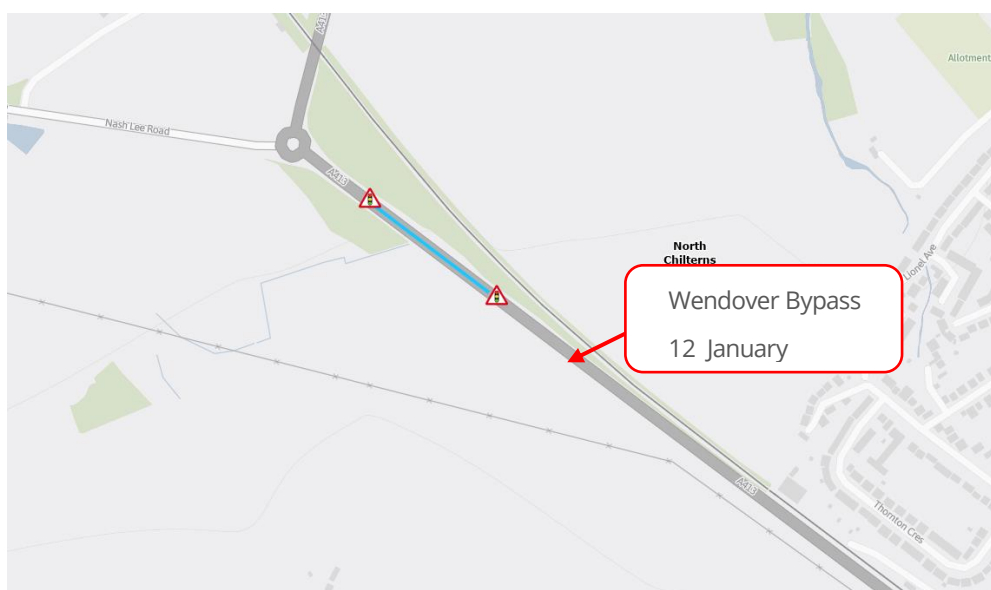 A413
Allotment
Nash Lee Road
A413
North
Chilterns
Lionel Ave
Wendover Bypass
12 January
A413
Thornton Cres